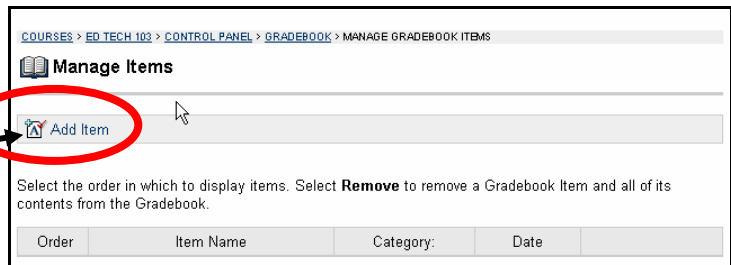 COURSES > ED TECH 103 > CONTROL PANEL > GRADEBOOK > MANAGE GRADEBOOK ITEMS
Manage Items
Add Item
Select the order in which to display items. Select Remove to remove a Gradebook Item and all of its
contents from the Gradebook.
Order Item Name Category: Date